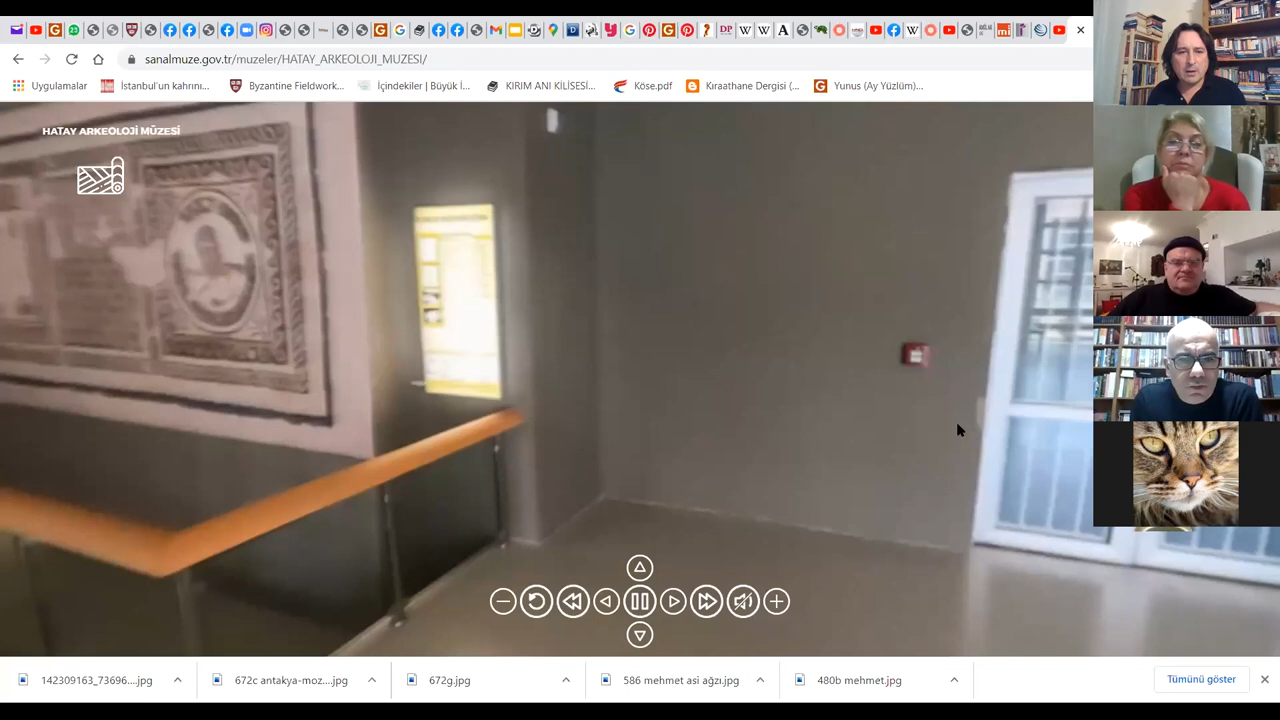 sanalmuze.gov.tr/muzeler/HATAY_ARKEOLOJI_MUZESI/
Uygulamalar
İstanbul'un kahrını...
Byzantine Fieldwork...
İçindekiler | Büyük İ...
KIRIM ANI KİLİSESİ...
Köse.pdf
Kıraathane Dergisi (...
Yunus (Ay Yüzlüm)...
HATAY ARKEOLOJİ MÜZESİ
142309163_73696....jpg
672c antakya-moz....jpg
672g.jpg
586 mehmet asi ağzı.jpg
480b mehmet.jpg
Tümünü göster